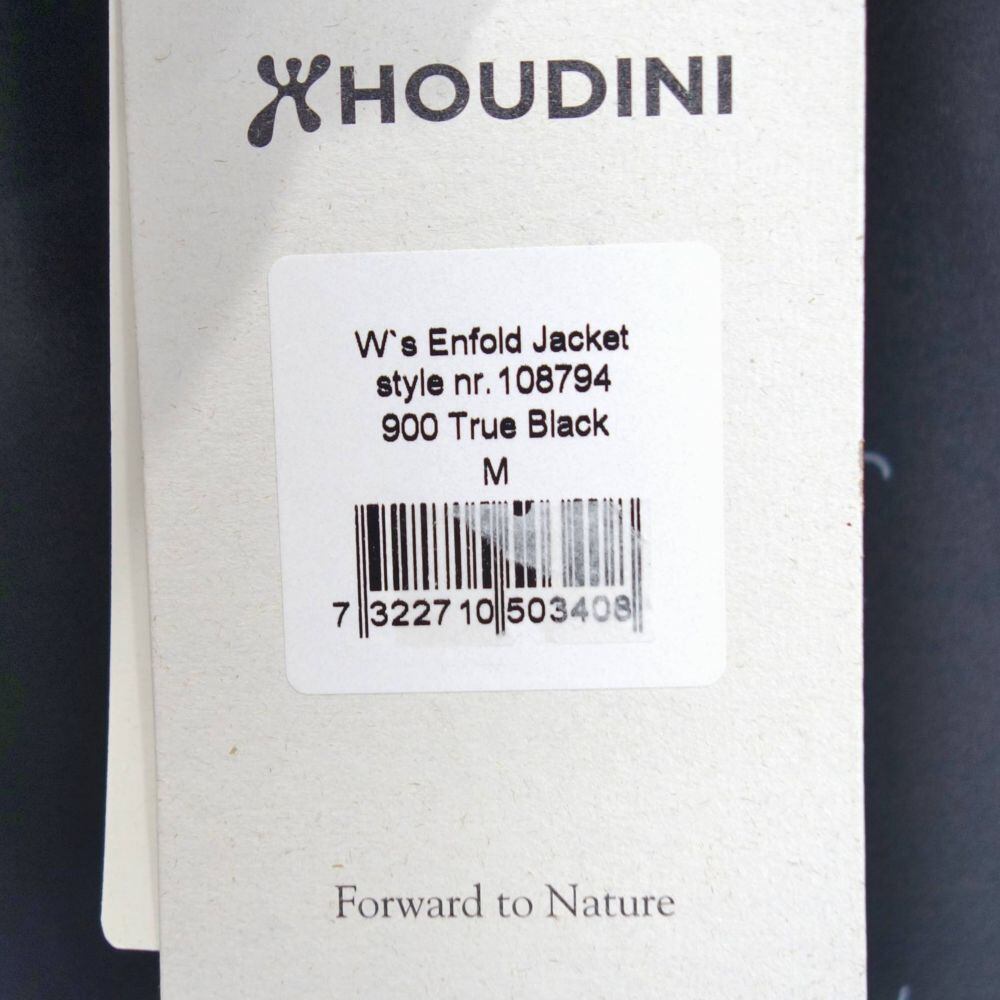 HOUDINI
W`s Enfold Jacket
style nr. 108794
900 True Black
M
7 322710 503408
Forward to Nature